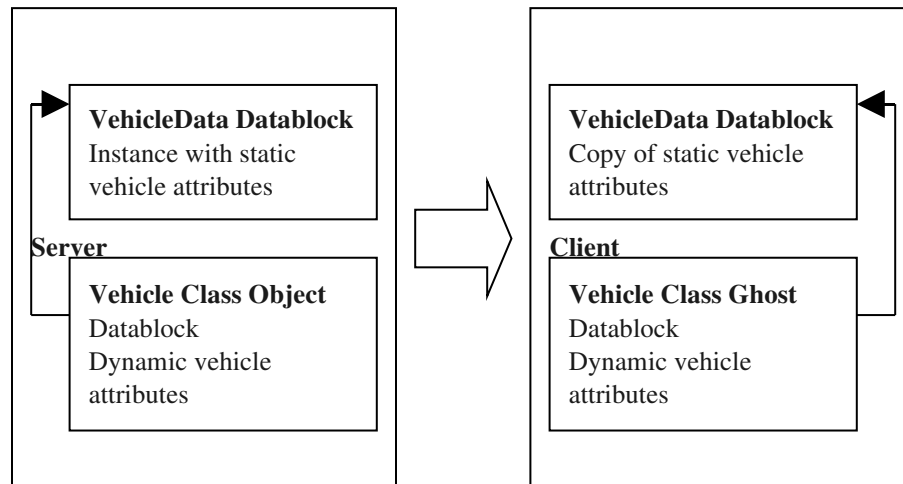 VehicleData Datablock
Instance with static
vehicle attributes
Server
Vehicle Class Object
Datablock
Dynamic vehicle
attributes
VehicleData Datablock
Copy of static vehicle
attributes
Client
Vehicle Class Ghost
Datablock
Dynamic vehicle
attributes